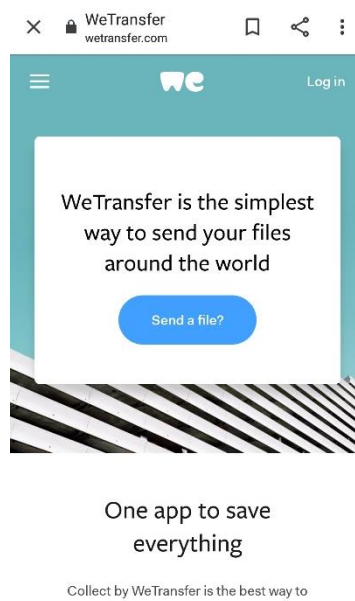 WeTransfer
wetransfer.com
we
Log in
WeTransfer is the simplest
way to send your files
around the world
Send a file?
One app to save
everything
Collect by WeTransfer is the best way to